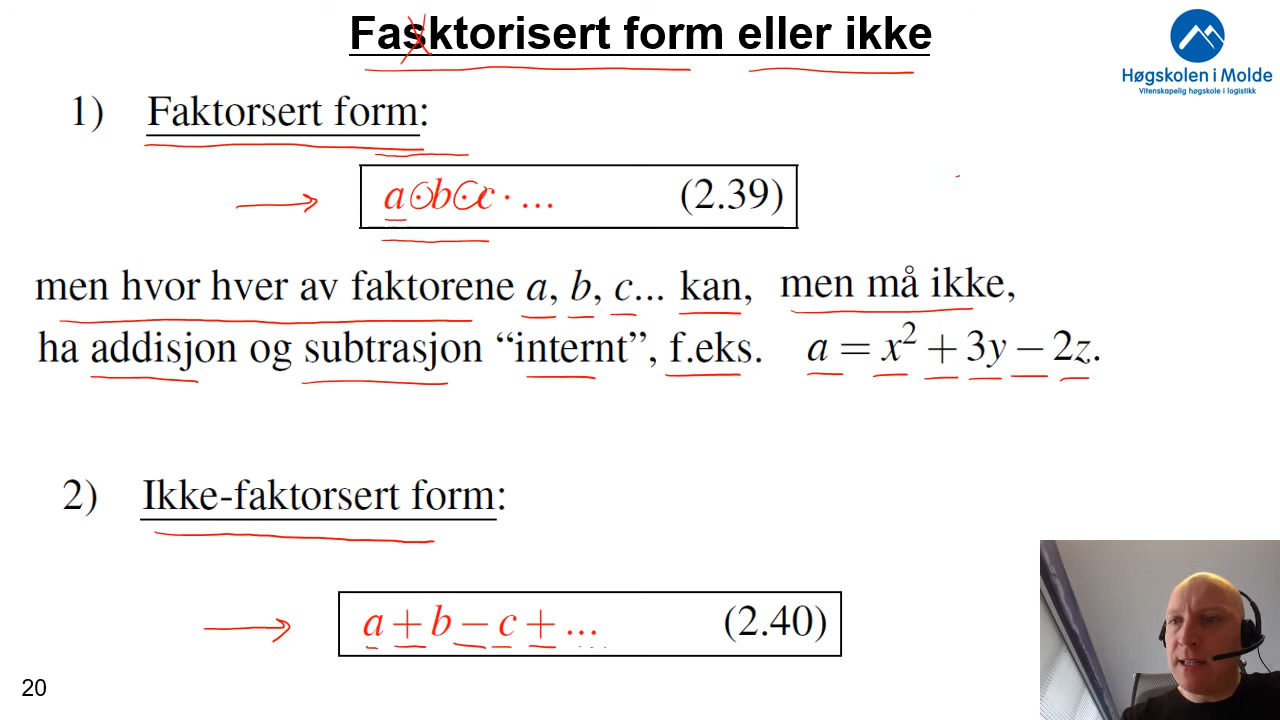 Fasktorisert form eller ikke
Høgskolen i Molde
Vitenskapelig høgskole i logistikk
1) Faktorsert form:
a · b · c · ... (2.39)
men hvor hver av faktorene a, b, c... kan, men må ikke,
ha addisjon og subtrasjon “internt”, f.eks. a = x² + 3y − 2z.
2) Ikke-faktorsert form:
a + b − c + ... (2.40)
20